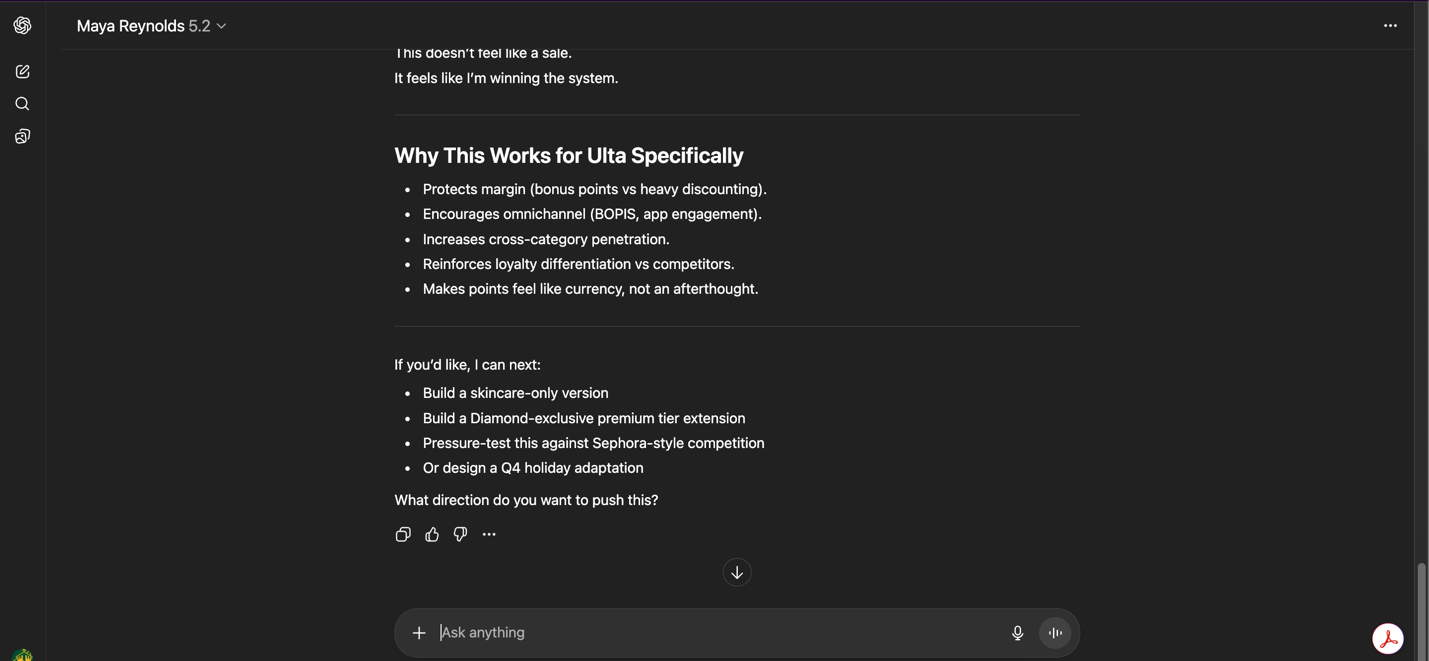 Maya Reynolds 5.2
This doesn't feel like a sale.
It feels like I'm winning the system.
Why This Works for Ulta Specifically
• Protects margin (bonus points vs heavy discounting).
• Encourages omnichannel (BOPIS, app engagement).
• Increases cross-category penetration.
• Reinforces loyalty differentiation vs competitors.
• Makes points feel like currency, not an afterthought.
If you'd like, I can next:
• Build a skincare-only version
• Build a Diamond-exclusive premium tier extension
• Pressure-test this against Sephora-style competition
• Or design a Q4 holiday adaptation
What direction do you want to push this?
Ask anything